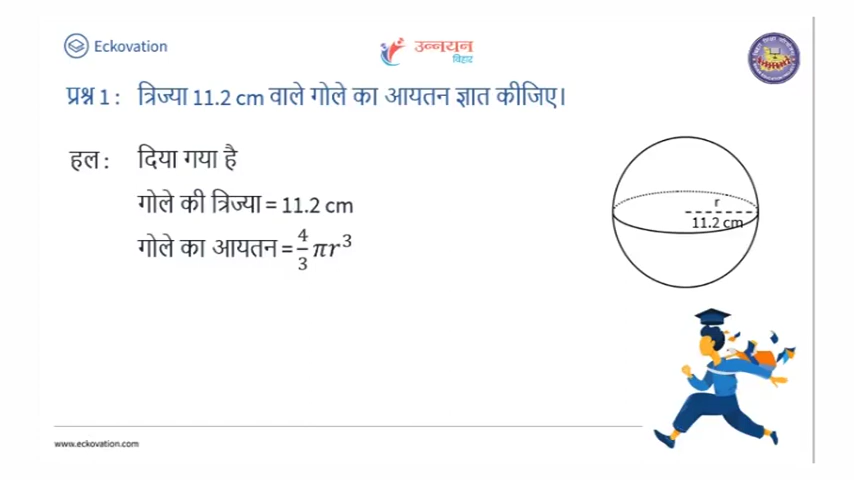 Eckovation
उन्नयन
बिहार
प्रश्न 1 : त्रिज्या 11.2 cm वाले गोले का आयतन ज्ञात कीजिए।
हल : दिया गया है
गोले की त्रिज्या = 11.2 cm
गोले का आयतन = 4/3 πr³
r
11.2 cm
www.eckovation.com